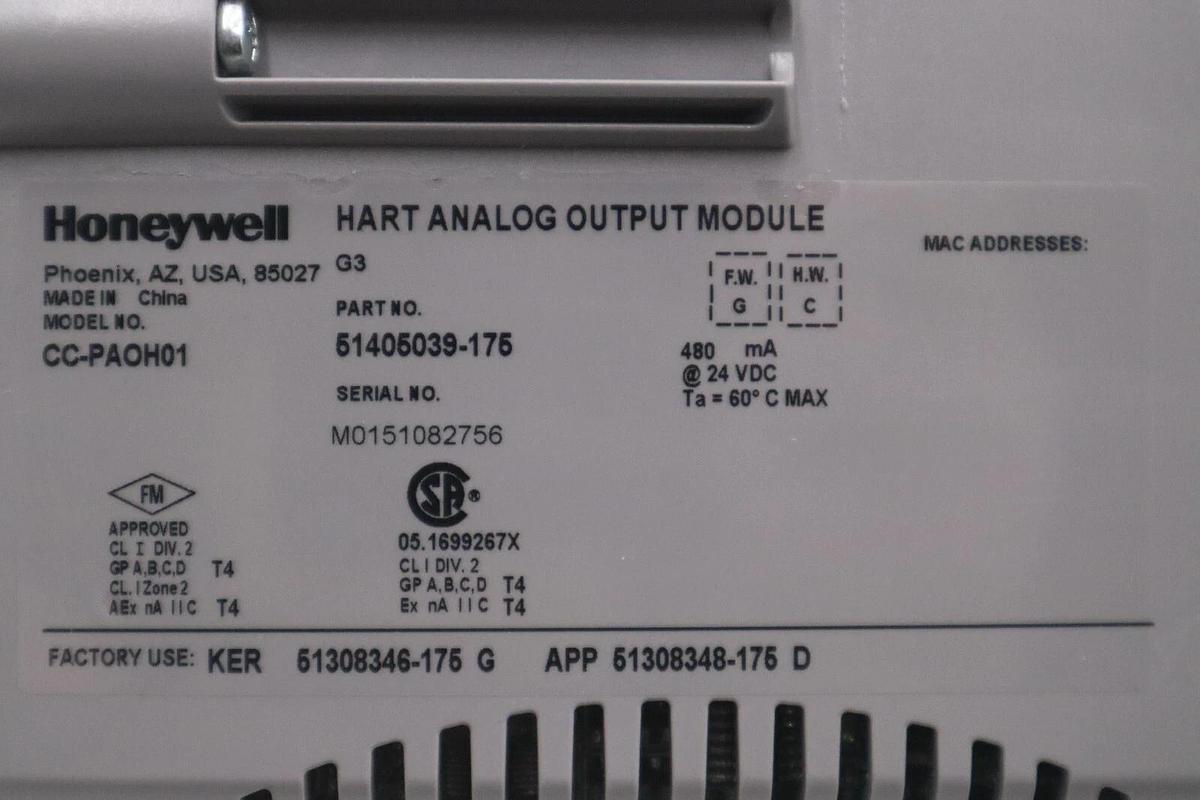 Honeywell
Phoenix, AZ, USA, 85027
MADE IN China
MODEL NO.
CC-PAOH01
HART ANALOG OUTPUT MODULE
G3
PART NO.
51405039-175
SERIAL NO.
M0151082756
F.W. H.W.
G C
480 mA
@ 24 VDC
Ta = 60° C MAX
MAC ADDRESSES:
FM
APPROVED
CL I DIV. 2
GP A,B,C,D T4
CL. I Zone 2
AEx nA IIC T4
SA®
05.1699267X
CL I DIV. 2
GP A,B,C,D T4
Ex nA IIC T4
FACTORY USE: KER 51308346-175 G APP 51308348-175 D